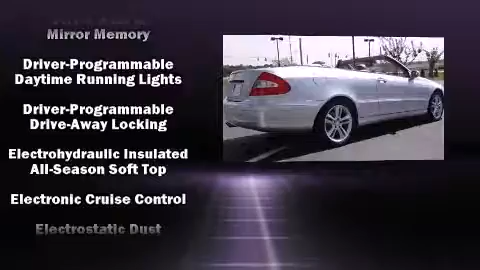 Mirror Memory
Driver-Programmable
Daytime Running Lights
Driver-Programmable
Drive-Away Locking
Electrohydraulic Insulated
All-Season Soft Top
Electronic Cruise Control
Electrostatic Dust